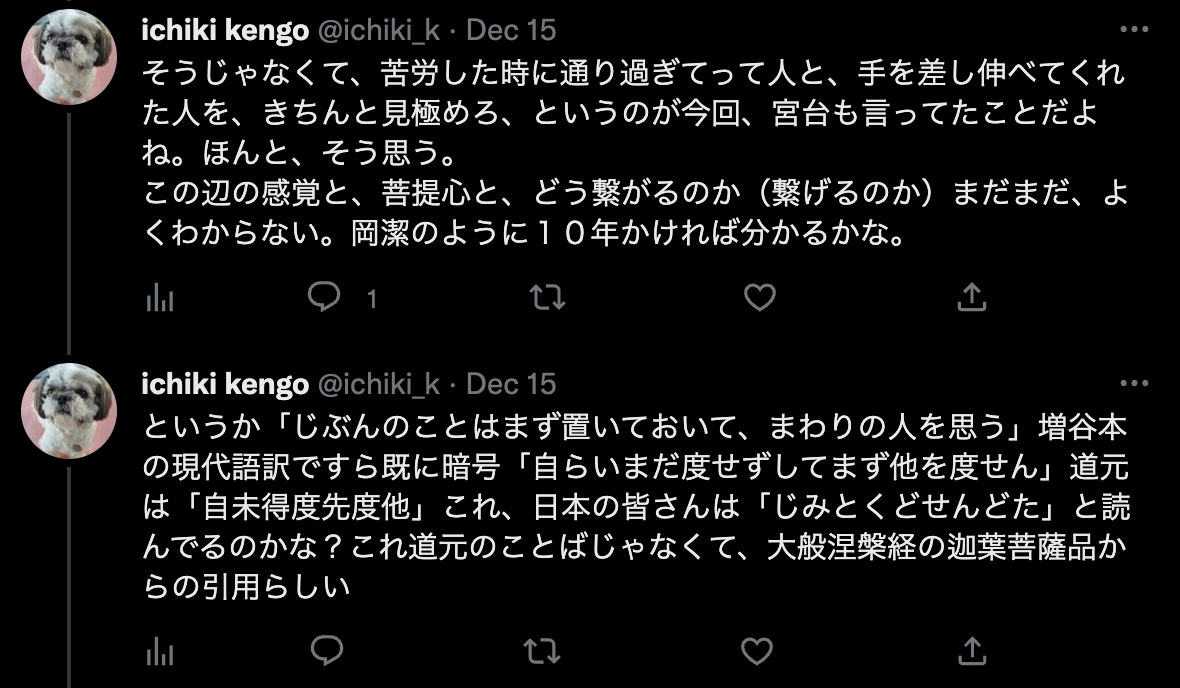 ichiki kengo @ichiki_k · Dec 15
そうじゃなくて、苦労した時に通り過ぎてって人と、手を差し伸べてくれ
た人を、きちんと見極めろ、というのが今回、宮台も言ってたことだよ
ね。ほんと、そう思う。
この辺の感覚と、菩提心と、どう繋がるのか（繋げるのか）まだまだ、よ
くわからない。岡潔のように１０年かければ分かるかな。
1
ichiki kengo @ichiki_k · Dec 15
というか「じぶんのことはまず置いておいて、まわりの人を思う」増谷本
の現代語訳ですら既に暗号「自らいまだ度せずしてまず他を度せん」道元
は「自未得度先度他」これ、日本の皆さんは「じみとくどせんどた」と読
んでるのかな？これ道元のことばじゃなくて、大般涅槃経の迦葉菩薩品か
らの引用らしい